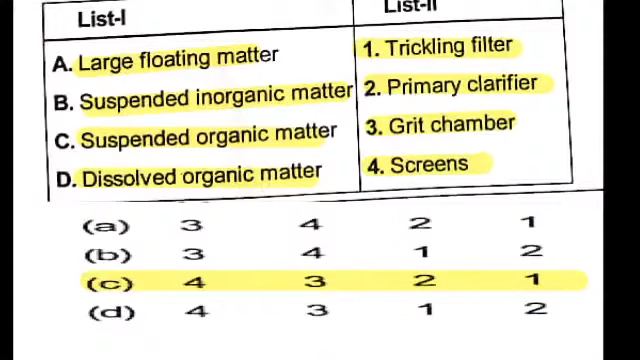 List-I List-II
A. Large floating matter 1. Trickling filter
B. Suspended inorganic matter 2. Primary clarifier
C. Suspended organic matter 3. Grit chamber
D. Dissolved organic matter 4. Screens
(a) 3 4 2 1
(b) 3 4 1 2
(c) 4 3 2 1
(d) 4 3 1 2